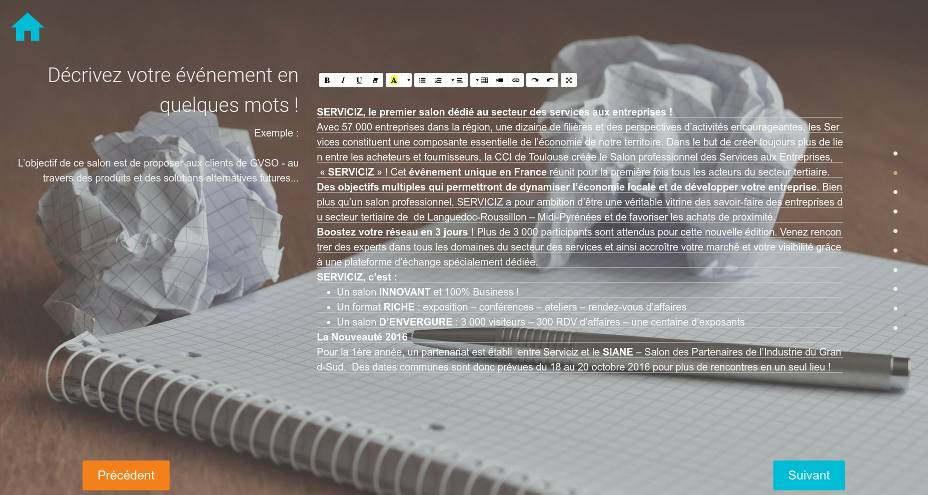 Décrivez votre événement en
quelques mots !
Exemple :
L'objectif de ce salon est de proposer aux clients de GVSO - au
travers des produits et des solutions alternatives futures...
B I U A
SERVICIZ, le premier salon dédié au secteur des services aux entreprises !
Avec 57 000 entreprises dans la région, une dizaine de filières et des perspectives d'activités encourageantes, les Ser
vices constituent une composante essentielle de l'économie de notre territoire. Dans le but de créer toujours plus de lie
n entre les acheteurs et fournisseurs, la CCI de Toulouse créée le Salon professionnel des Services aux Entreprises,
« SERVICIZ » ! Cet événement unique en France réunit pour la première fois tous les acteurs du secteur tertiaire.
Des objectifs multiples qui permettront de dynamiser l'économie locale et de développer votre entreprise. Bien
plus qu'un salon professionnel, SERVICIZ a pour ambition d'être une véritable vitrine des savoir-faire des entreprises d
u secteur tertiaire de de Languedoc-Roussillon – Midi-Pyrénées et de favoriser les achats de proximité.
Boostez votre réseau en 3 jours ! Plus de 3 000 participants sont attendus pour cette nouvelle édition. Venez rencon
trer des experts dans tous les domaines du secteur des services et ainsi accroître votre marché et votre visibilité grâce
à une plateforme d'échange spécialement dédiée.
SERVICIZ, c'est :
• Un salon INNOVANT et 100% Business !
• Un format RICHE : exposition – conférences – ateliers – rendez-vous d'affaires
• Un salon D'ENVERGURE : 3 000 visiteurs – 300 RDV d'affaires – une centaine d'exposants
La Nouveauté 2016
Pour la 1ère année, un partenariat est établi entre Serviciz et le SIANE – Salon des Partenaires de l'Industrie du Gran
d-Sud. Des dates communes sont donc prévues du 18 au 20 octobre 2016 pour plus de rencontres en un seul lieu !
Précédent
Suivant